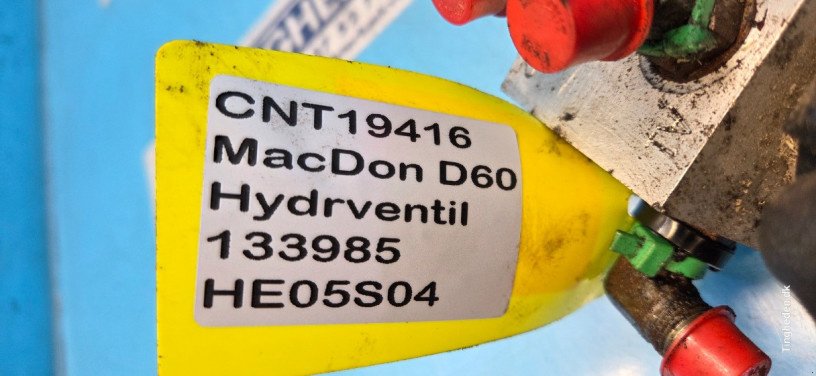 CNT19416
MacDon D60
Hydrventil
133985
HE05S04